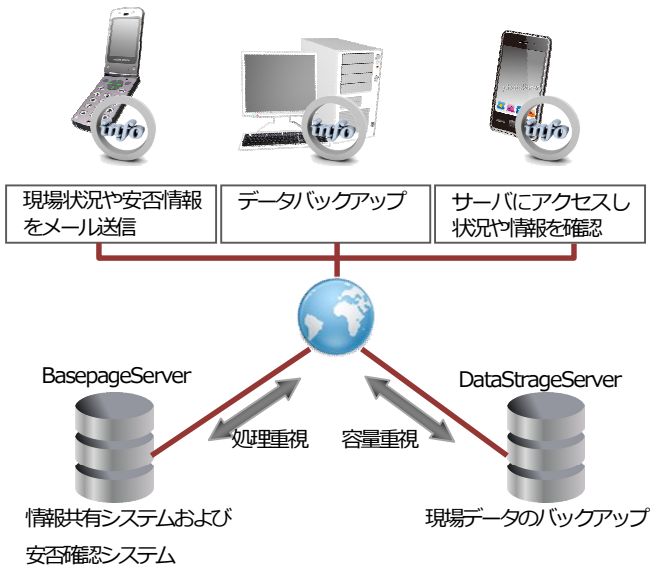 info
info
info
現場状況や安否情報
をメール送信
データバックアップ
サーバにアクセスし
状況や情報を確認
BasepageServer
DataStrageServer
処理重視
容量重視
情報共有システムおよび
安否確認システム
現場データのバックアップ